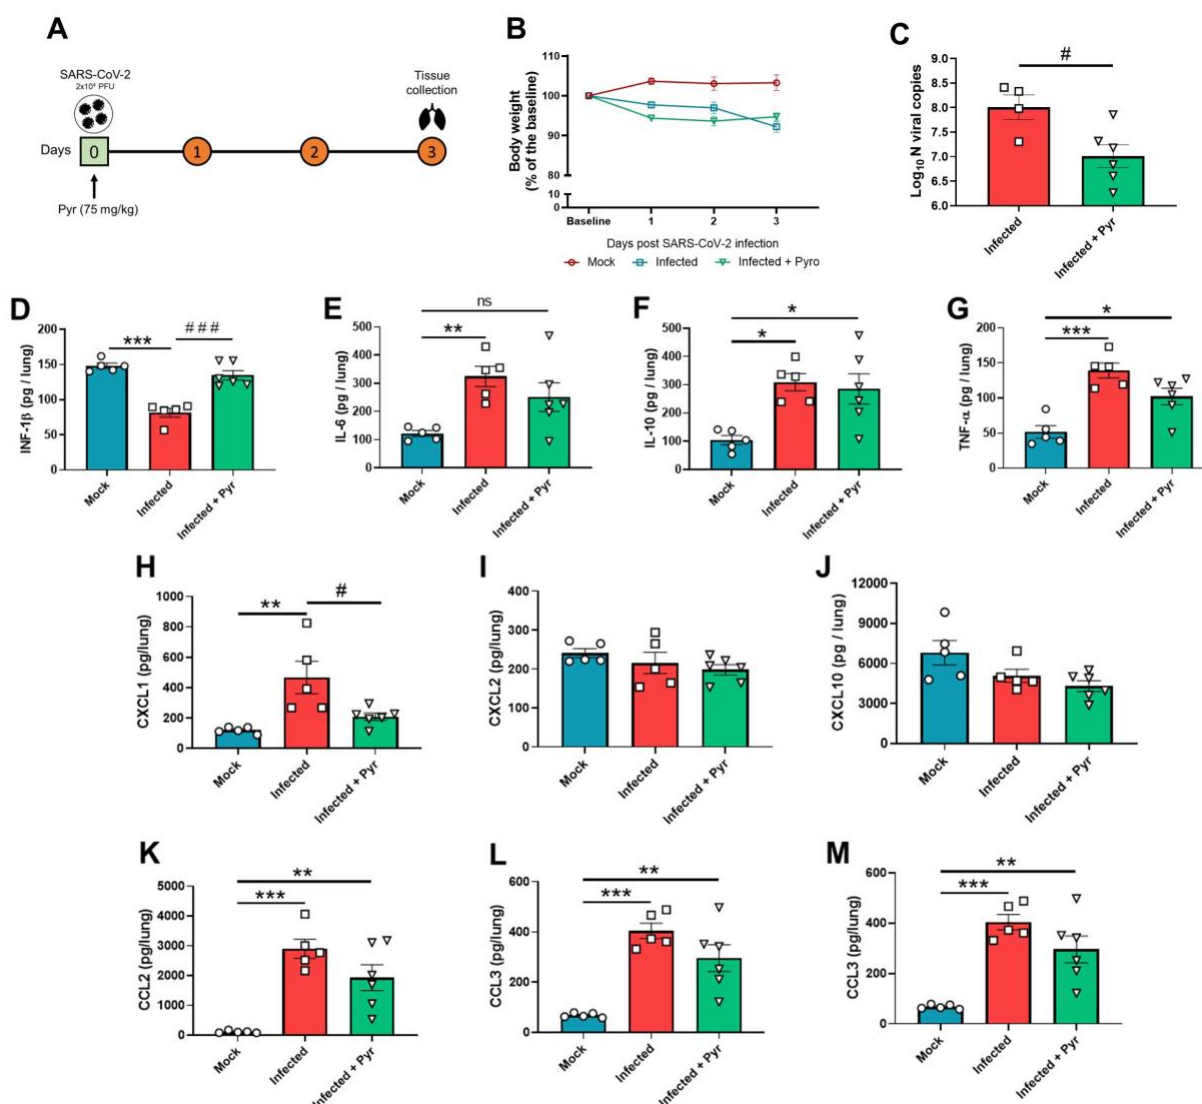 A
SARS-CoV-2
2x10⁴ PFU
Tissue
collection
Days
0
1
2
3
Pyr (75 mg/kg)
B
Body weight
(% of the baseline)
110
100
90
80
10
0
Baseline
1
2
3
Days post SARS-CoV-2 infection
Mock
Infected
Infected + Pyro
C
Log₁₀ N viral copies
9.0
8.5
8.0
7.5
7.0
6.5
6.0
#
Infected
Infected + Pyr
D
INF-1β (pg / lung)
200
150
100
50
0
***
###
Mock
Infected
Infected + Pyr
E
IL-6 (pg / lung)
500
400
300
200
100
0
ns
**
Mock
Infected
Infected + Pyr
F
IL-10 (pg / lung)
500
400
300
200
100
0
*
*
Mock
Infected
Infected + Pyr
G
TNF-α (pg / lung)
200
150
100
50
0
*
***
Mock
Infected
Infected + Pyr
H
CXCL1 (pg/lung)
1000
800
600
400
200
0
**
#
Mock
Infected
Infected + Pyr
I
CXCL2 (pg/lung)
400
300
200
100
0
Mock
Infected
Infected + Pyr
J
CXCL10 (pg / lung)
12000
9000
6000
3000
0
Mock
Infected
Infected + Pyr
K
CCL2 (pg/lung)
5000
4000
3000
2000
1000
0
**
***
Mock
Infected
Infected + Pyr
L
CCL3 (pg/lung)
600
400
200
0
**
***
Mock
Infected
Infected + Pyr
M
CCL3 (pg/lung)
600
400
200
0
**
***
Mock
Infected
Infected + Pyr